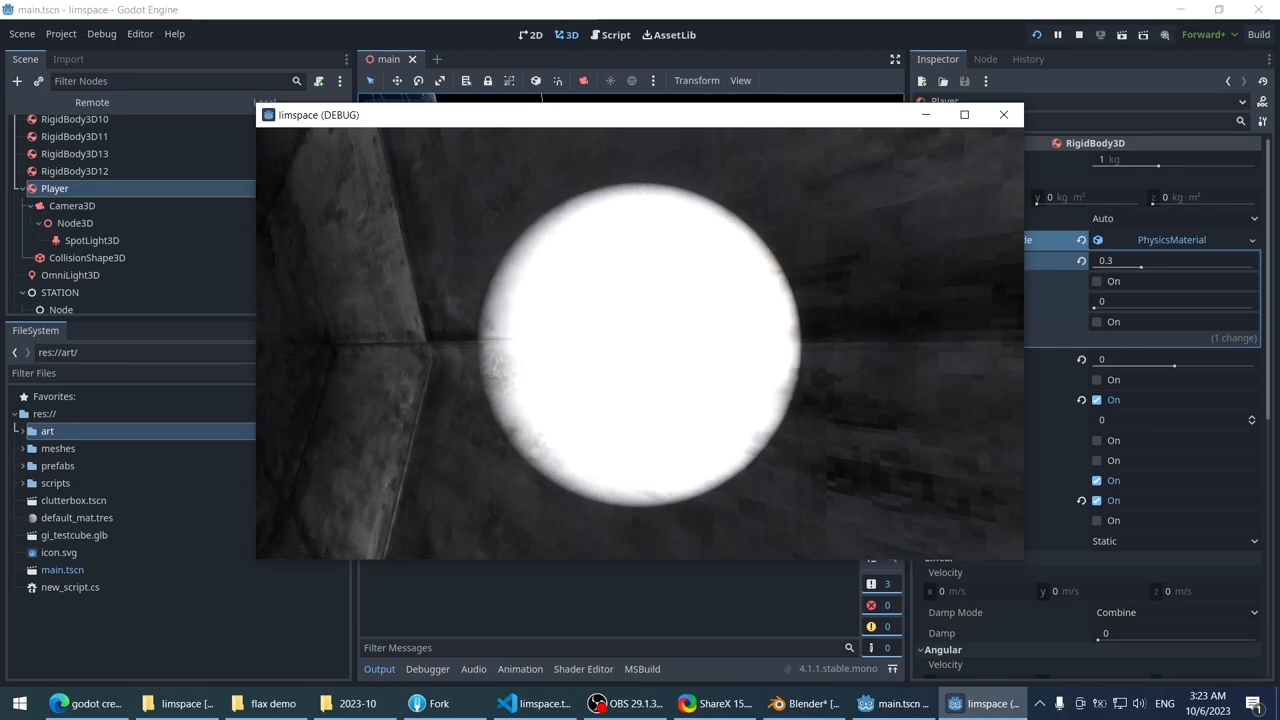 main.tscn - limspace - Godot Engine
Scene Project Debug Editor Help
2D 3D Script AssetLib
Forward+ Build
Scene Import
main
Inspector Node History
Filter Nodes
Transform View
Remote Local
Player
limspace (DEBUG)
RigidBody3D10
RigidBody3D11
RigidBody3D13
RigidBody3D12
Player
Camera3D
Node3D
SpotLight3D
CollisionShape3D
OmniLight3D
STATION
Node
RigidBody3D
1 kg
y 0 kg·m² z 0 kg·m²
Auto
PhysicsMaterial
0.3
On
0
On
(1 change)
0
On
On
0
On
On
On
On
On
Static
Linear
Velocity
x 0 m/s y 0 m/s z 0 m/s
Damp Mode Combine
Damp 0
Angular
Velocity
FileSystem
res://art/
Filter Files
Favorites:
res://
art
meshes
prefabs
scripts
clutterbox.tscn
default_mat.tres
gi_testcube.glb
icon.svg
main.tscn
new_script.cs
3
0
0
0
Filter Messages
Output Debugger Audio Animation Shader Editor MSBuild 4.1.1.stable.mono
godot cre... limspace [... flax demo 2023-10 Fork limspace.t... OBS 29.1.3... ShareX 15.... Blender* [... main.tscn ... limspace (... ENG
3:23 AM
10/6/2023
1